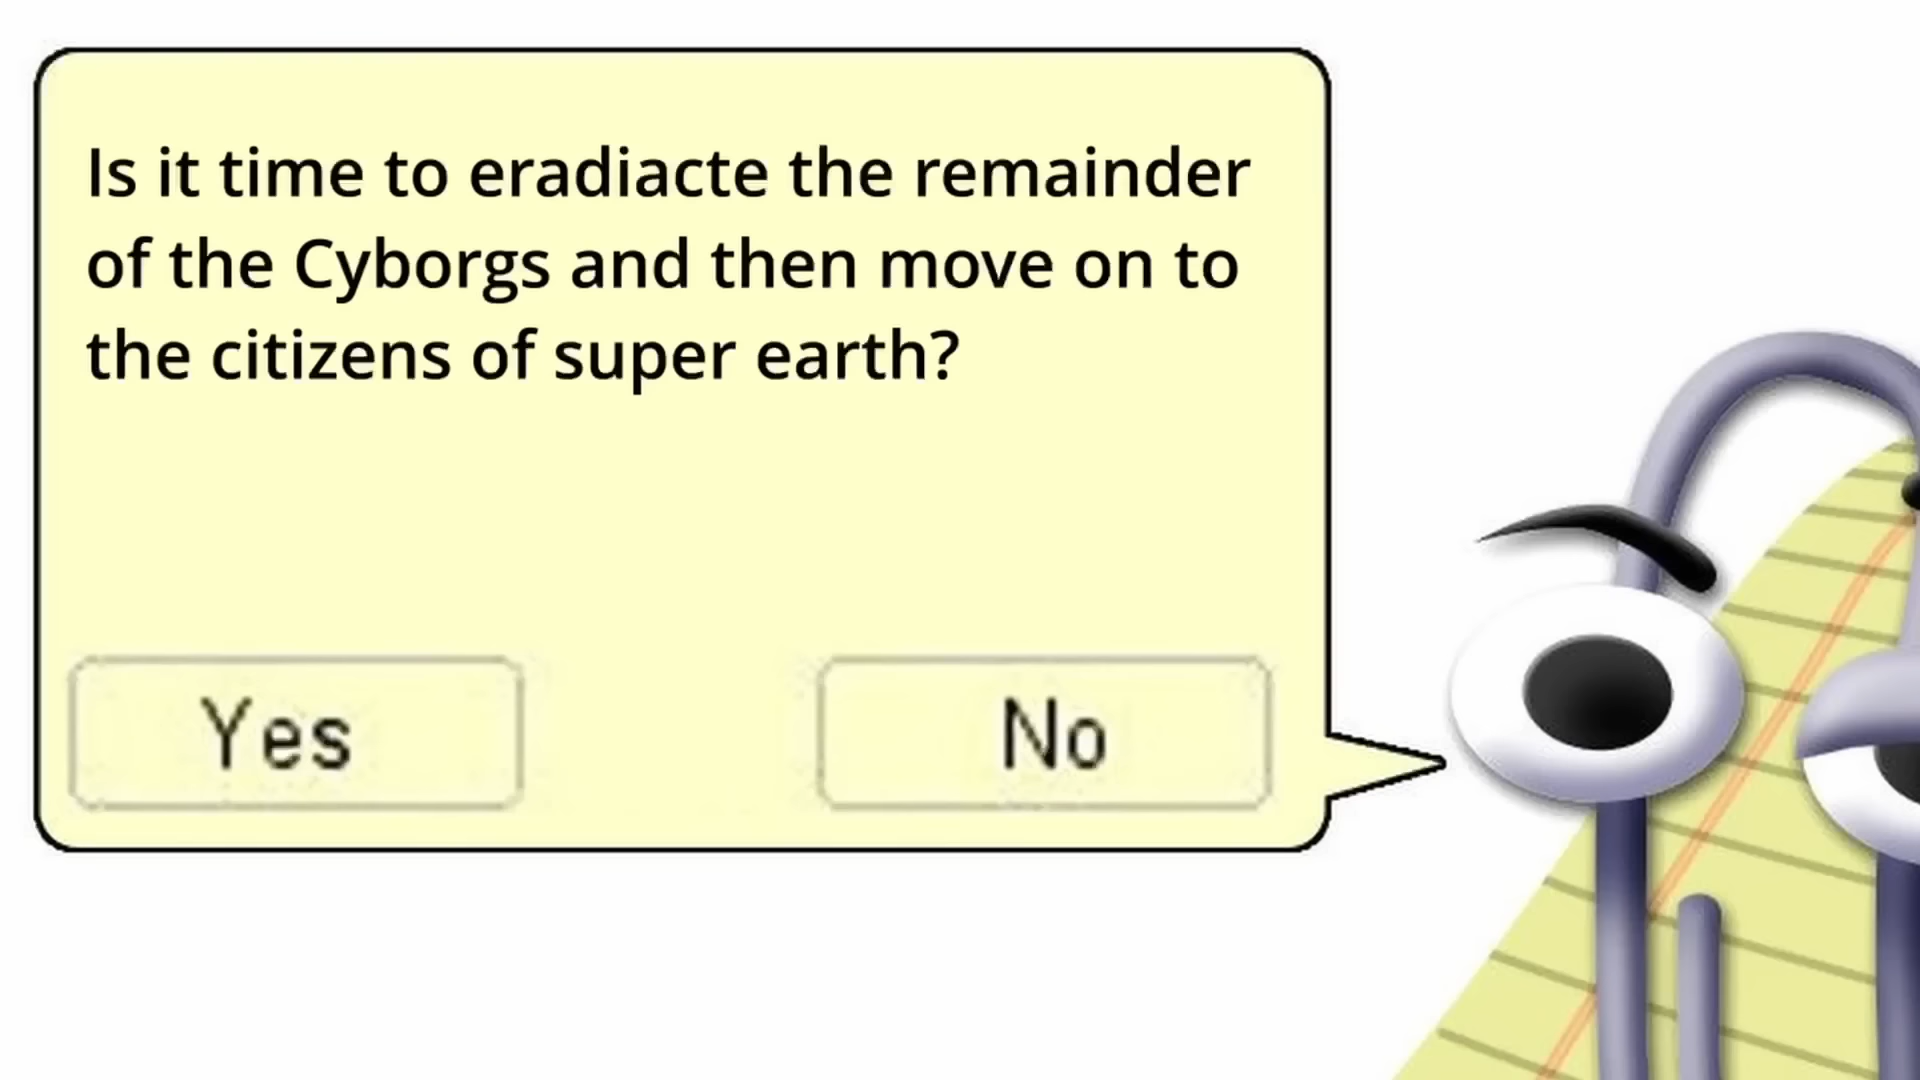 Is it time to eradiacte the remainder
of the Cyborgs and then move on to
the citizens of super earth?
Yes
No